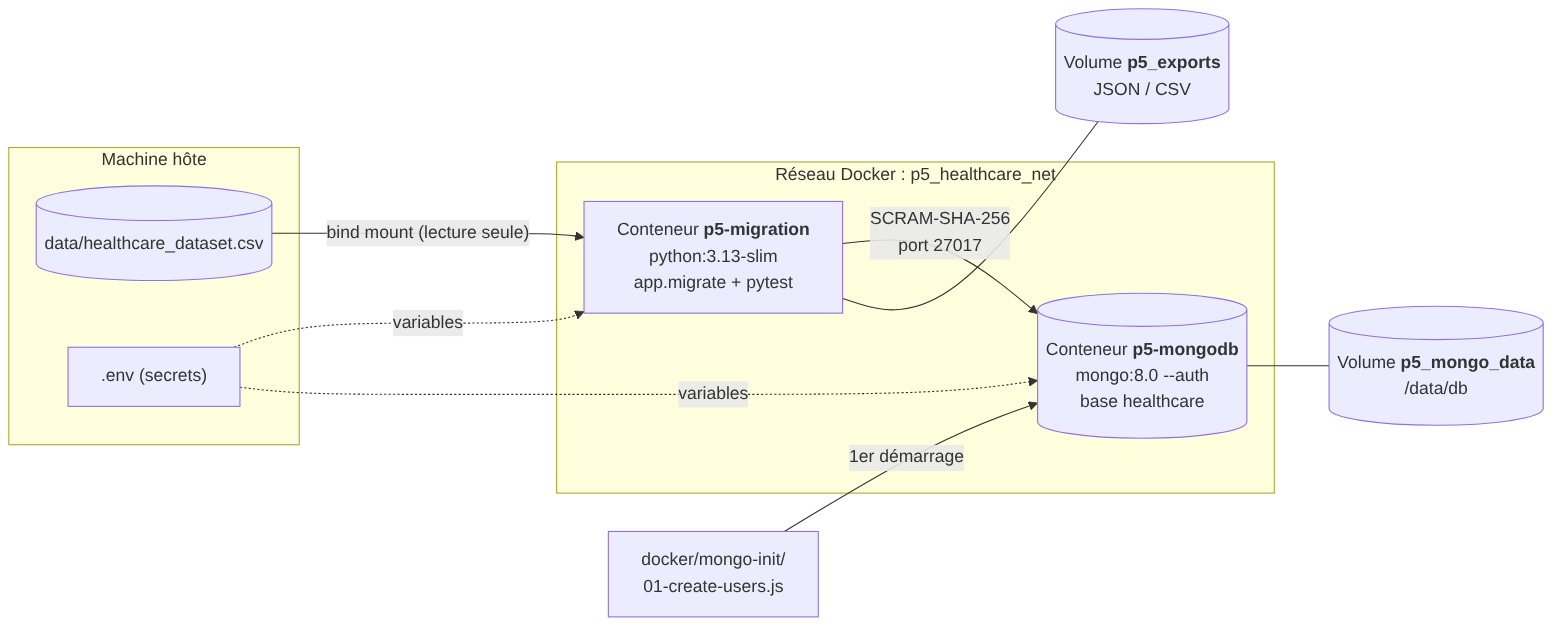 Volume p5_exports
JSON / CSV
Machine hôte
data/healthcare_dataset.csv
.env (secrets)
bind mount (lecture seule)
variables
variables
Réseau Docker : p5_healthcare_net
Conteneur p5-migration
python:3.13-slim
app.migrate + pytest
SCRAM-SHA-256
port 27017
Conteneur p5-mongodb
mongo:8.0 --auth
base healthcare
Volume p5_mongo_data
/data/db
1er démarrage
docker/mongo-init/
01-create-users.js